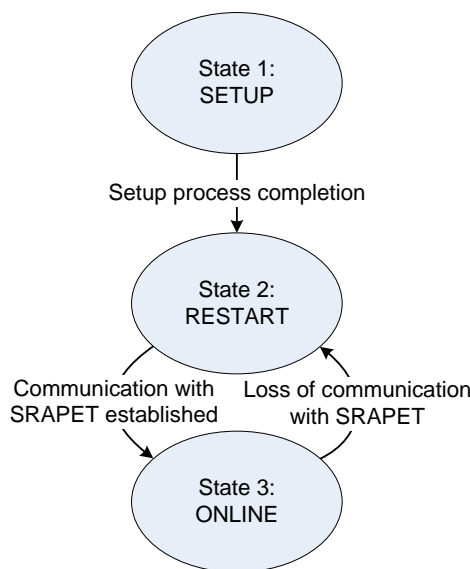 State 1:
SETUP
Setup process completion
State 2:
RESTART
Communication with
SRAPET established
Loss of communication
with SRAPET
State 3:
ONLINE